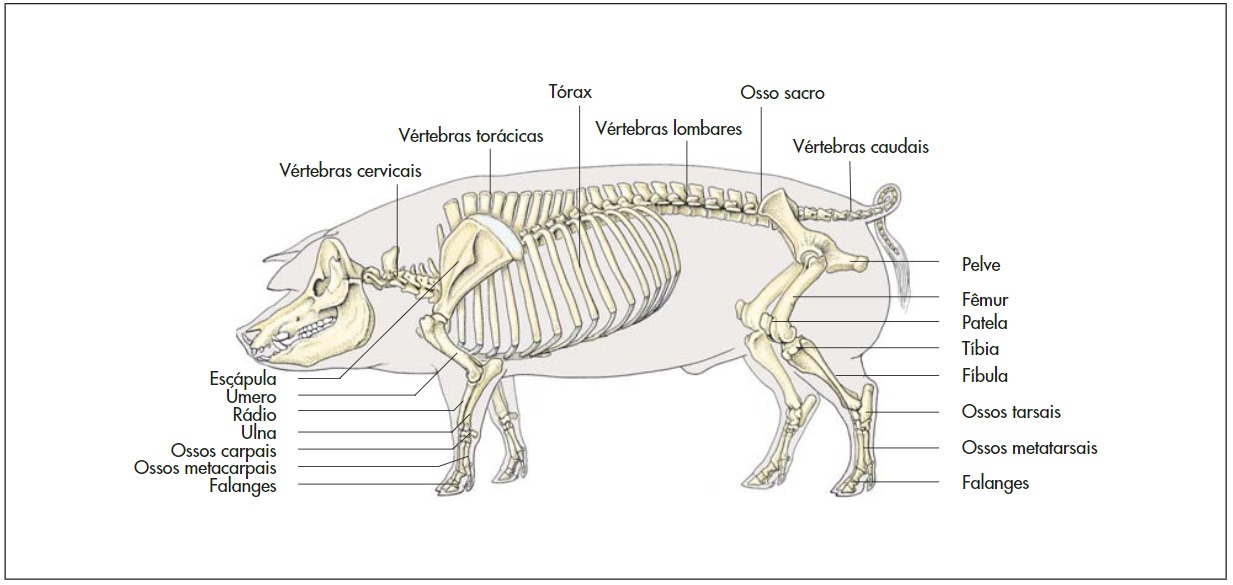 Tórax
Osso sacro
Vértebras torácicas
Vértebras lombares
Vértebras caudais
Vértebras cervicais
Escápula
Úmero
Rádio
Ulna
Ossos carpais
Ossos metacarpais
Falanges
Pelve
Fêmur
Patela
Tíbia
Fíbula
Ossos tarsais
Ossos metatarsais
Falanges